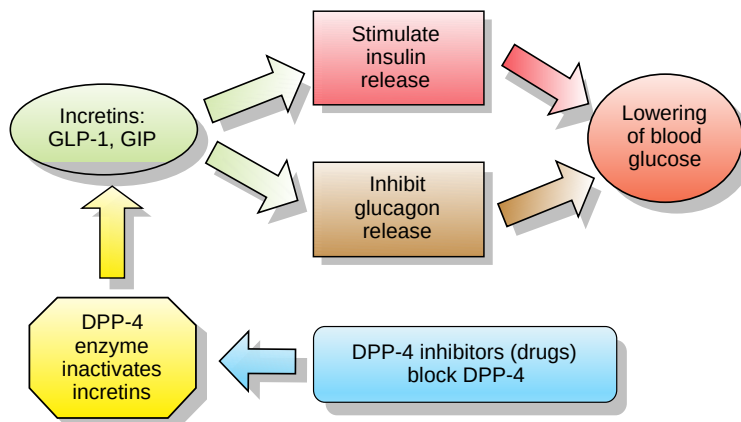 Incretins:
GLP-1, GIP
Stimulate
insulin
release
Inhibit
glucagon
release
Lowering
of blood
glucose
DPP-4
enzyme
inactivates
incretins
DPP-4 inhibitors (drugs)
block DPP-4